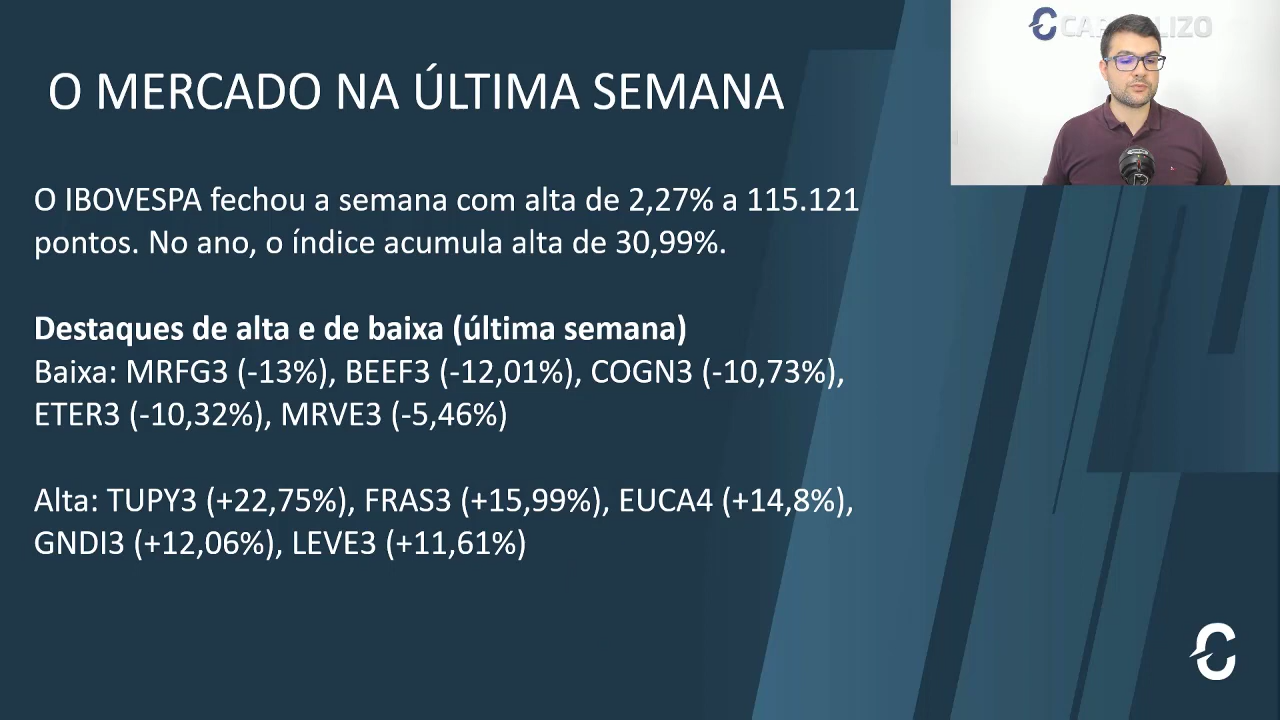 O MERCADO NA ÚLTIMA SEMANA
O IBOVESPA fechou a semana com alta de 2,27% a 115.121
pontos. No ano, o índice acumula alta de 30,99%.
Destaques de alta e de baixa (última semana)
Baixa: MRFG3 (-13%), BEEF3 (-12,01%), COGN3 (-10,73%),
ETER3 (-10,32%), MRVE3 (-5,46%)
Alta: TUPY3 (+22,75%), FRAS3 (+15,99%), EUCA4 (+14,8%),
GNDI3 (+12,06%), LEVE3 (+11,61%)